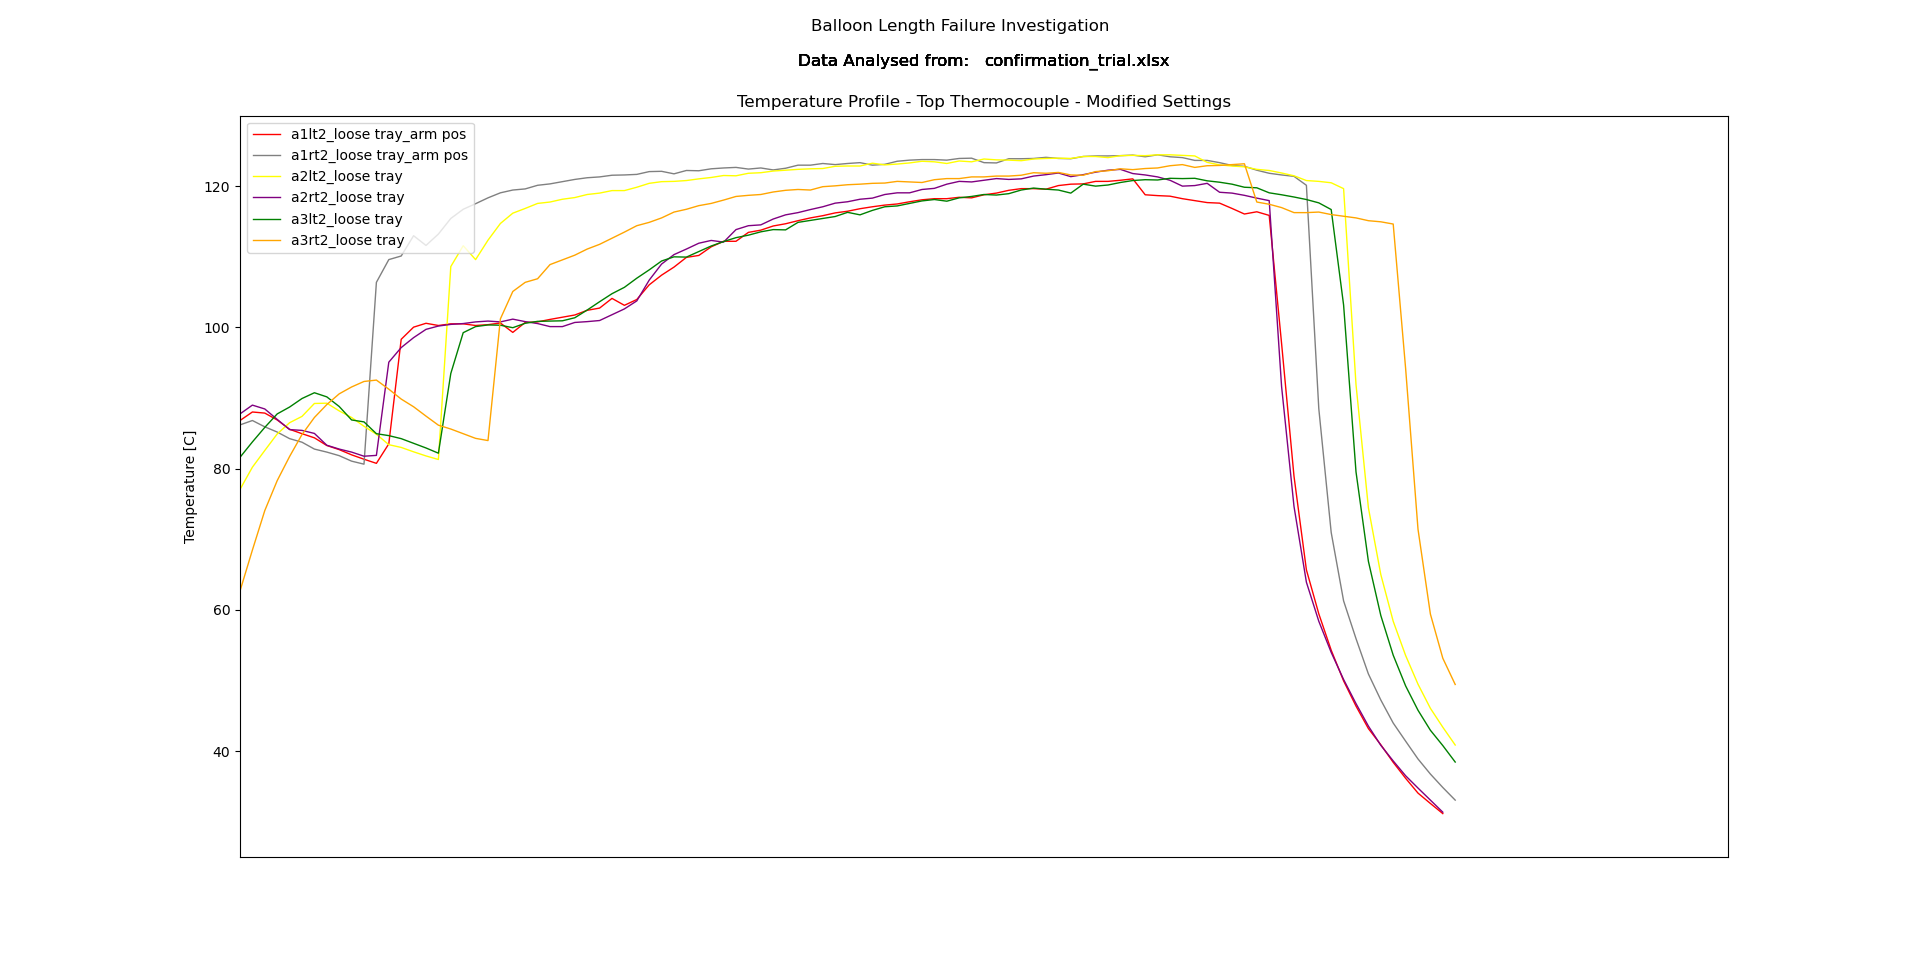 Balloon Length Failure Investigation
Data Analysed from:   confirmation_trial.xlsx
Temperature Profile - Top Thermocouple - Modified Settings
a1lt2_loose tray_arm pos
a1rt2_loose tray_arm pos
a2lt2_loose tray
a2rt2_loose tray
a3lt2_loose tray
a3rt2_loose tray
120
100
80
60
40
Temperature [C]